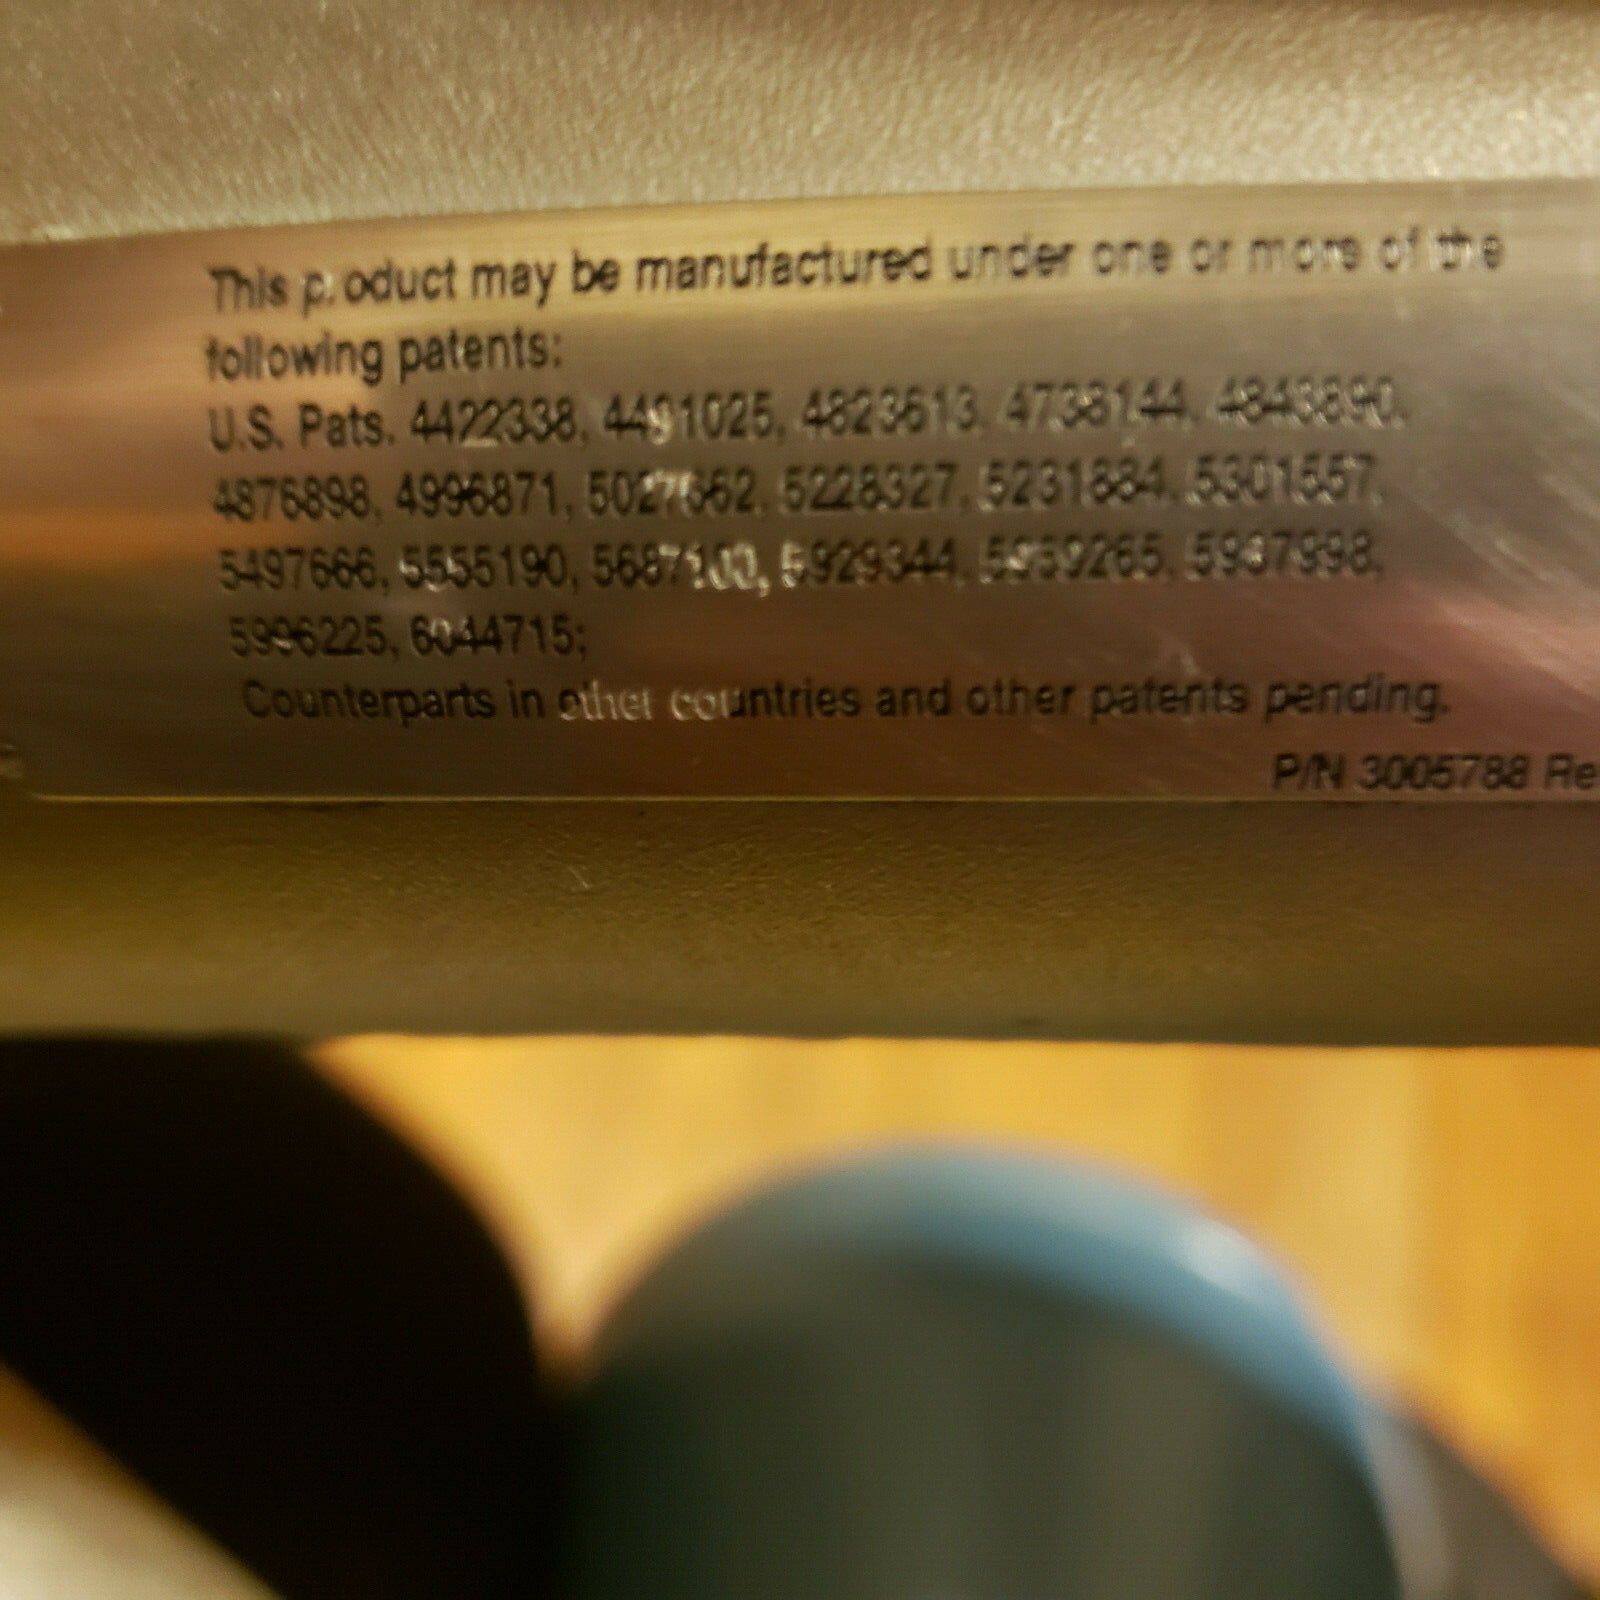 This product may be manufactured under one or more of the
following patents:
U.S. Pats. 4422338, 4491025, 4823613, 4738144, 4843890,
4876898, 4996871, 5027662, 5228327, 5231884, 5301557,
5497666, 5555190, 5687100, 5929344, 5959265, 5987998,
5996225, 6044715;
Counterparts in other countries and other patents pending.
P/N 3005788 Re